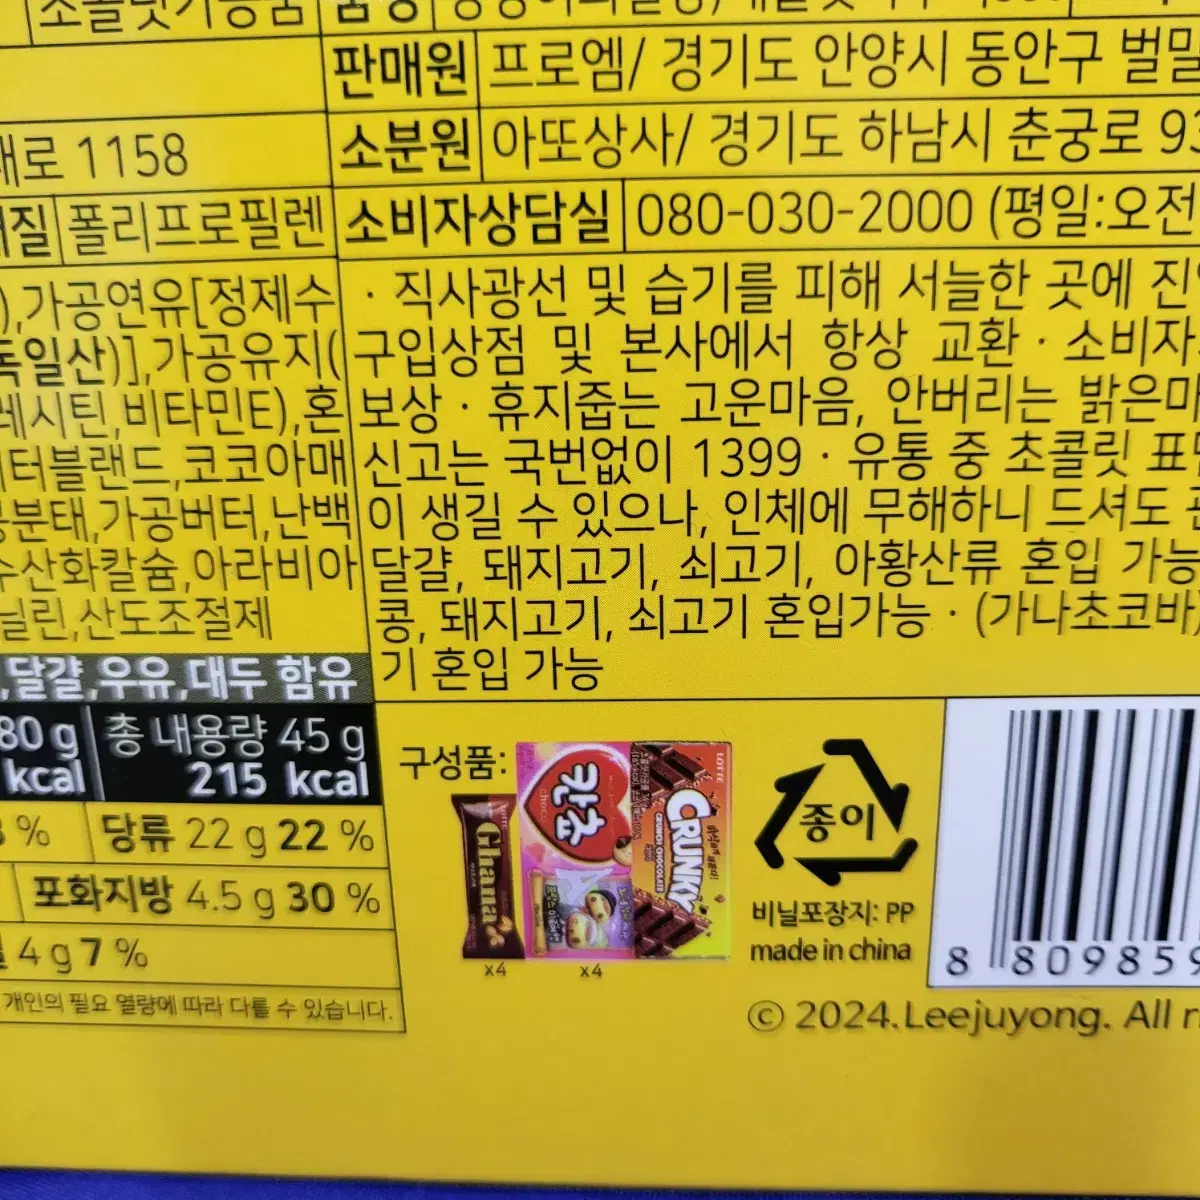 초콜릿가공품
판매원 프로엠/ 경기도 안양시 동안구 벌말
대로 1158
소분원 아또상사/ 경기도 하남시 춘궁로 93
재질 폴리프로필렌
소비자상담실 080-030-2000 (평일:오전
),가공연유[정제수
독일산)],가공유지(
레시틴,비타민E),혼
터블랜드,코코아매
분태,가공버터,난백
수산화칼슘,아라비아
닐린,산도조절제
· 직사광선 및 습기를 피해 서늘한 곳에 진
구입상점 및 본사에서 항상 교환 · 소비자
보상 · 휴지줍는 고운마음, 안버리는 밝은마
신고는 국번없이 1399 · 유통 중 초콜릿 표면
이 생길 수 있으나, 인체에 무해하니 드셔도
달걀, 돼지고기, 쇠고기, 아황산류 혼입 가능
콩, 돼지고기, 쇠고기 혼입가능 · (가나초코바)
기 혼입 가능
,달걀,우유,대두 함유
80 g 총 내용량 45 g
kcal 215 kcal
% 당류 22 g 22 %
포화지방 4.5 g 30 %
4 g 7 %
개인의 필요 열량에 따라 다를 수 있습니다.
구성품:
Ghana
칸쵸
choco
LOTTE
CRUNKY
CRUNCH CHOCOLATE
x4
x4
종이
비닐포장지: PP
made in china
8 809859
© 2024.Leejuyong. All r